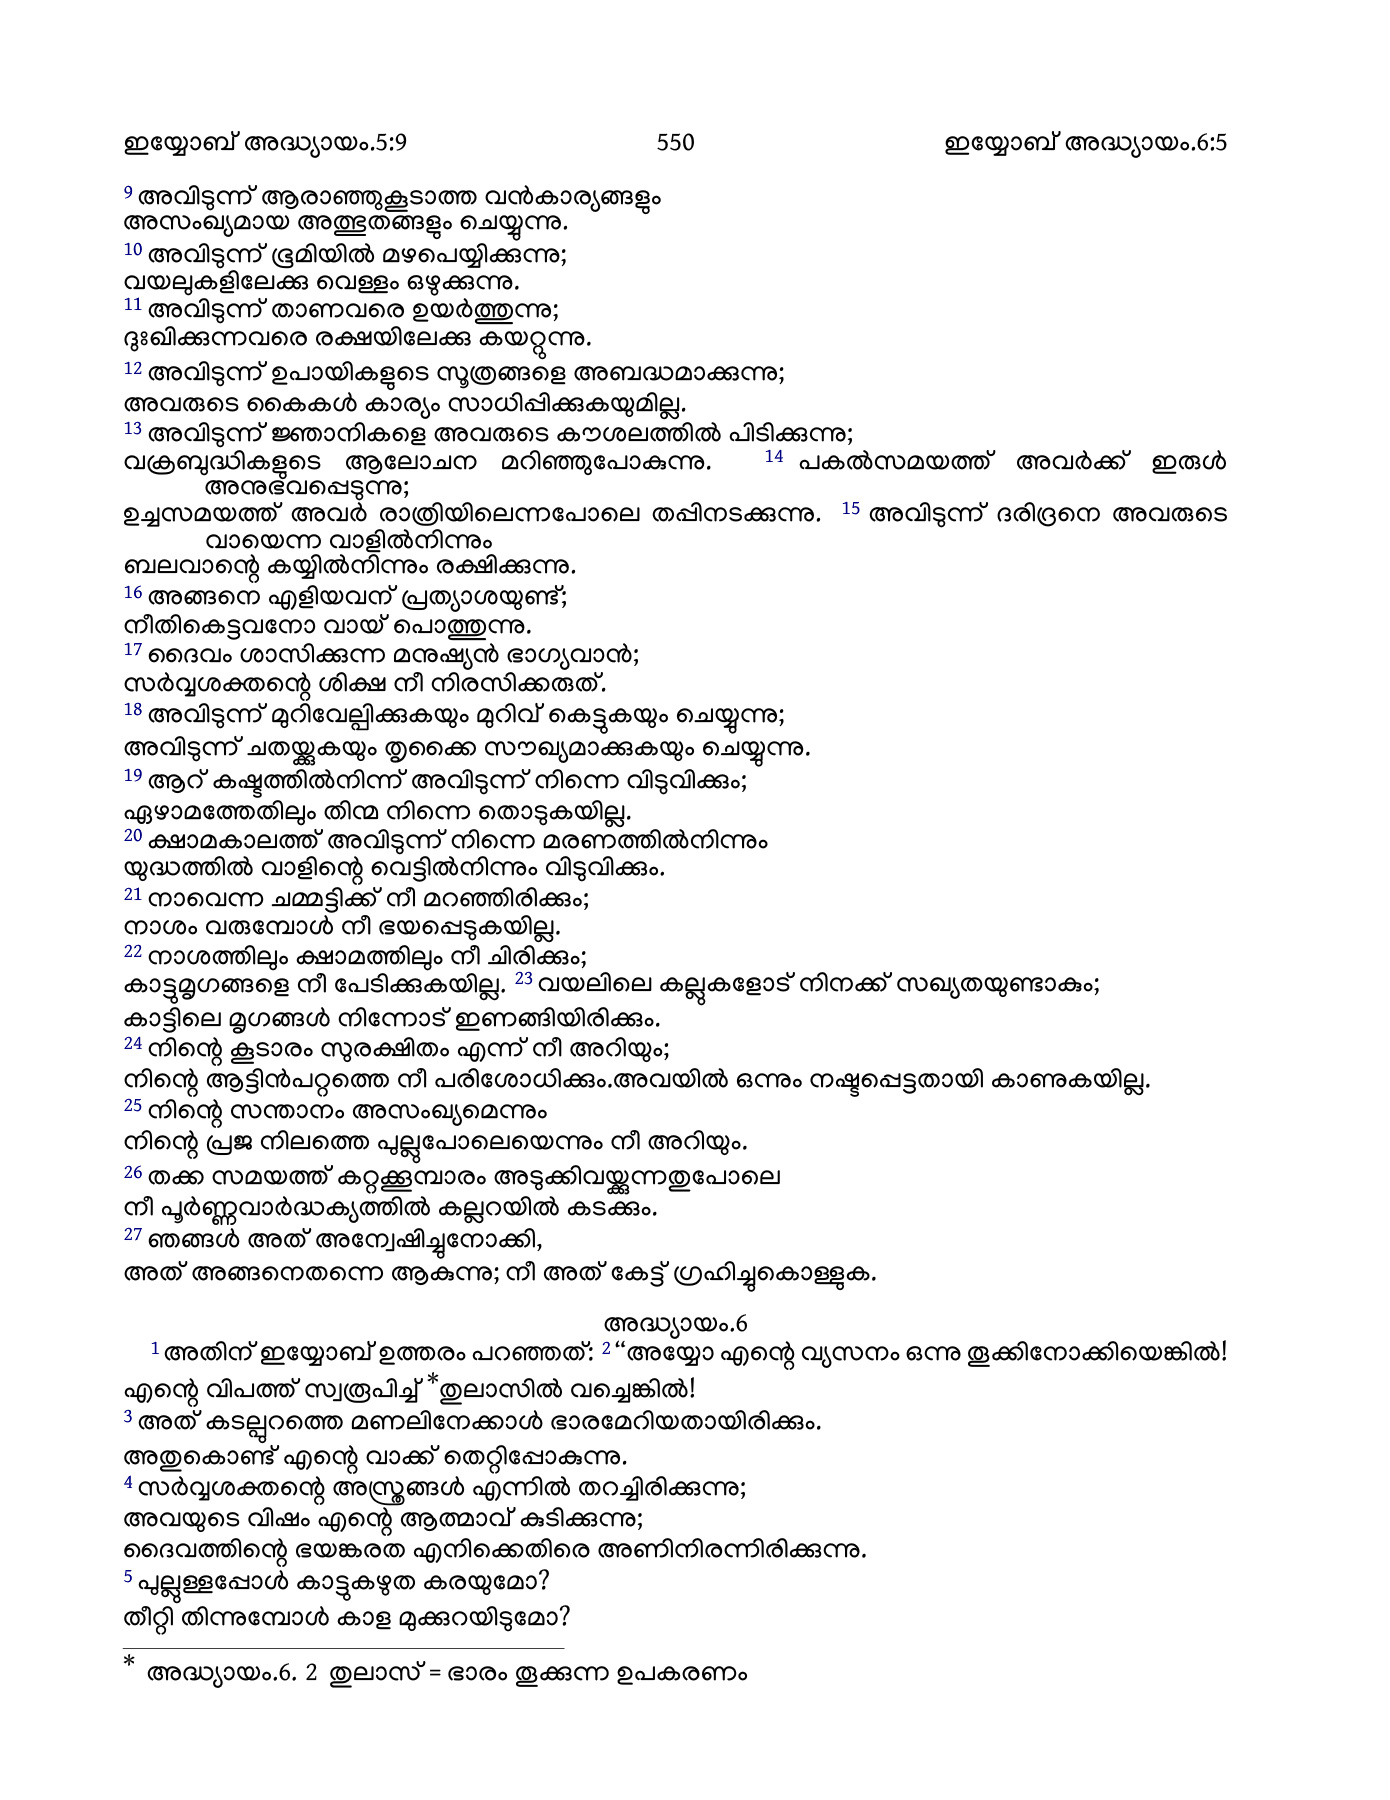 ഇയ്യോബ് അദ്ധ്യായം.5:9 550 ഇയ്യോബ് അദ്ധ്യായം.6:5
9 അവിടുന്ന് ആരാഞ്ഞുകൂടാത്ത വൻകാര്യങ്ങളും
അസംഖ്യമായ അത്ഭുതങ്ങളും ചെയ്യുന്നു.
10 അവിടുന്ന് ഭൂമിയിൽ മഴപെയ്യിക്കുന്നു;
വയലുകളിലേക്കു വെള്ളം ഒഴുക്കുന്നു.
11 അവിടുന്ന് താണവരെ ഉയർത്തുന്നു;
ദുഃഖിക്കുന്നവരെ രക്ഷയിലേക്കു കയറ്റുന്നു.
12 അവിടുന്ന് ഉപായികളുടെ സൂത്രങ്ങളെ അബദ്ധമാക്കുന്നു;
അവരുടെ കൈകൾ കാര്യം സാധിപ്പിക്കുകയുമില്ല.
13 അവിടുന്ന് ജ്ഞാനികളെ അവരുടെ കൗശലത്തിൽ പിടിക്കുന്നു;
വക്രബുദ്ധികളുടെ ആലോചന മറിഞ്ഞുപോകുന്നു. 14 പകൽസമയത്ത് അവർക്ക് ഇരുൾ
അനുഭവപ്പെടുന്നു;
ഉച്ചസമയത്ത് അവർ രാത്രിയിലെന്നപോലെ തപ്പിനടക്കുന്നു. 15 അവിടുന്ന് ദരിദ്രനെ അവരുടെ
വായെന്ന വാളിൽനിന്നും
ബലവാന്റെ കയ്യിൽനിന്നും രക്ഷിക്കുന്നു.
16 അങ്ങനെ എളിയവന് പ്രത്യാശയുണ്ട്;
നീതികെട്ടവനോ വായ് പൊത്തുന്നു.
17 ദൈവം ശാസിക്കുന്ന മനുഷ്യൻ ഭാഗ്യവാൻ;
സർവ്വശക്തന്റെ ശിക്ഷ നീ നിരസിക്കരുത്.
18 അവിടുന്ന് മുറിവേല്പിക്കുകയും മുറിവ് കെട്ടുകയും ചെയ്യുന്നു;
അവിടുന്ന് ചതയ്ക്കുകയും തൃക്കൈ സൗഖ്യമാക്കുകയും ചെയ്യുന്നു.
19 ആറ് കഷ്ടത്തിൽനിന്ന് അവിടുന്ന് നിന്നെ വിടുവിക്കും;
ഏഴാമത്തേതിലും തിന്മ നിന്നെ തൊടുകയില്ല.
20 ക്ഷാമകാലത്ത് അവിടുന്ന് നിന്നെ മരണത്തിൽനിന്നും
യുദ്ധത്തിൽ വാളിന്റെ വെട്ടിൽനിന്നും വിടുവിക്കും.
21 നാവെന്ന ചമ്മട്ടിക്ക് നീ മറഞ്ഞിരിക്കും;
നാശം വരുമ്പോൾ നീ ഭയപ്പെടുകയില്ല.
22 നാശത്തിലും ക്ഷാമത്തിലും നീ ചിരിക്കും;
കാട്ടുമൃഗങ്ങളെ നീ പേടിക്കുകയില്ല. 23 വയലിലെ കല്ലുകളോട് നിനക്ക് സഖ്യതയുണ്ടാകും;
കാട്ടിലെ മൃഗങ്ങൾ നിന്നോട് ഇണങ്ങിയിരിക്കും.
24 നിന്റെ കൂടാരം സുരക്ഷിതം എന്ന് നീ അറിയും;
നിന്റെ ആട്ടിൻപറ്റത്തെ നീ പരിശോധിക്കും.അവയിൽ ഒന്നും നഷ്ടപ്പെട്ടതായി കാണുകയില്ല.
25 നിന്റെ സന്താനം അസംഖ്യമെന്നും
നിന്റെ പ്രജ നിലത്തെ പുല്ലുപോലെയെന്നും നീ അറിയും.
26 തക്ക സമയത്ത് കറ്റക്കൂമ്പാരം അടുക്കിവയ്ക്കുന്നതുപോലെ
നീ പൂർണ്ണവാർദ്ധക്യത്തിൽ കല്ലറയിൽ കടക്കും.
27 ഞങ്ങൾ അത് അന്വേഷിച്ചുനോക്കി,
അത് അങ്ങനെതന്നെ ആകുന്നു; നീ അത് കേട്ട് ഗ്രഹിച്ചുകൊള്ളുക.
അദ്ധ്യായം.6
1 അതിന് ഇയ്യോബ് ഉത്തരം പറഞ്ഞത്: 2 “അയ്യോ എന്റെ വ്യസനം ഒന്നു തൂക്കിനോക്കിയെങ്കിൽ!
എന്റെ വിപത്ത് സ്വരൂപിച്ച് *തുലാസിൽ വച്ചെങ്കിൽ!
3 അത് കടല്പുറത്തെ മണലിനേക്കാൾ ഭാരമേറിയതായിരിക്കും.
അതുകൊണ്ട് എന്റെ വാക്ക് തെറ്റിപ്പോകുന്നു.
4 സർവ്വശക്തന്റെ അസ്ത്രങ്ങൾ എന്നിൽ തറച്ചിരിക്കുന്നു;
അവയുടെ വിഷം എന്റെ ആത്മാവ് കുടിക്കുന്നു;
ദൈവത്തിന്റെ ഭയങ്കരത എനിക്കെതിരെ അണിനിരന്നിരിക്കുന്നു.
5 പുല്ലുള്ളപ്പോൾ കാട്ടുകഴുത കരയുമോ?
തീറ്റി തിന്നുമ്പോൾ കാള മുക്കുറയിടുമോ?
* അദ്ധ്യായം.6. 2 തുലാസ് = ഭാരം തൂക്കുന്ന ഉപകരണം